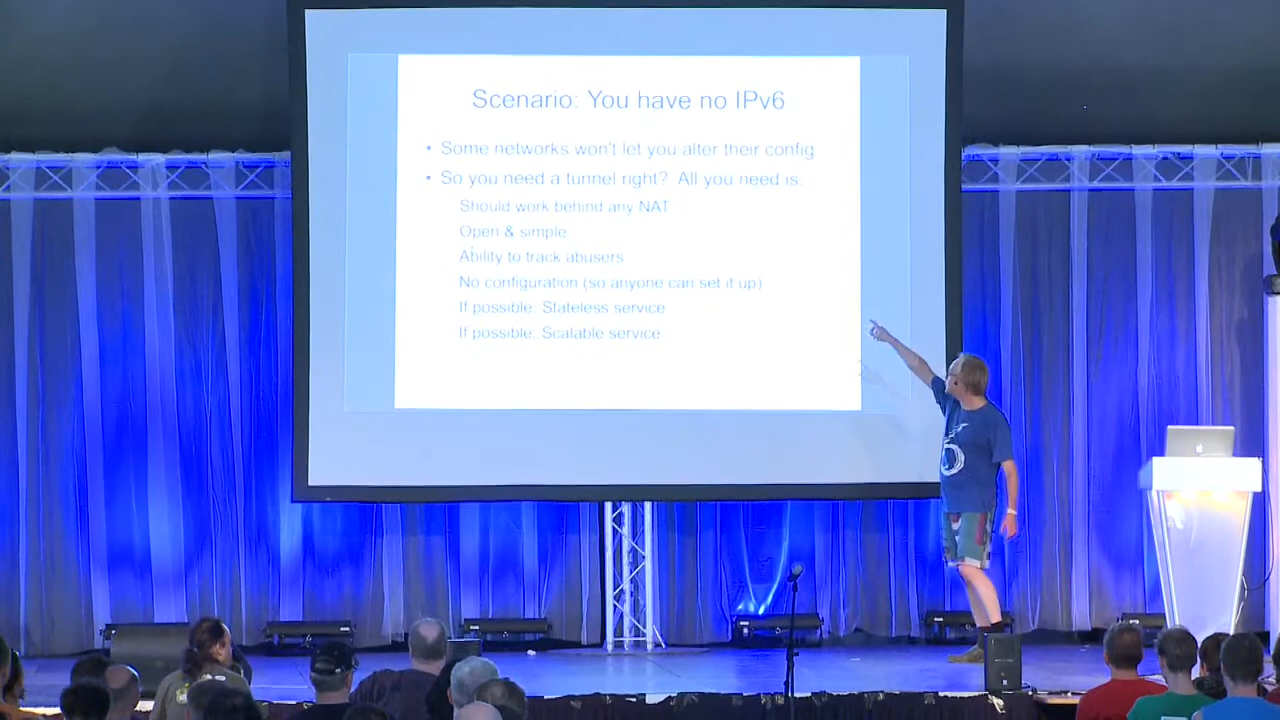 Scenario: You have no IPv6
• Some networks won't let you alter their config
• So you need a tunnel right? All you need is:
Should work behind any NAT
Open & simple
Ability to track abusers
No configuration (so anyone can set it up)
If possible: Stateless service
If possible: Scalable service